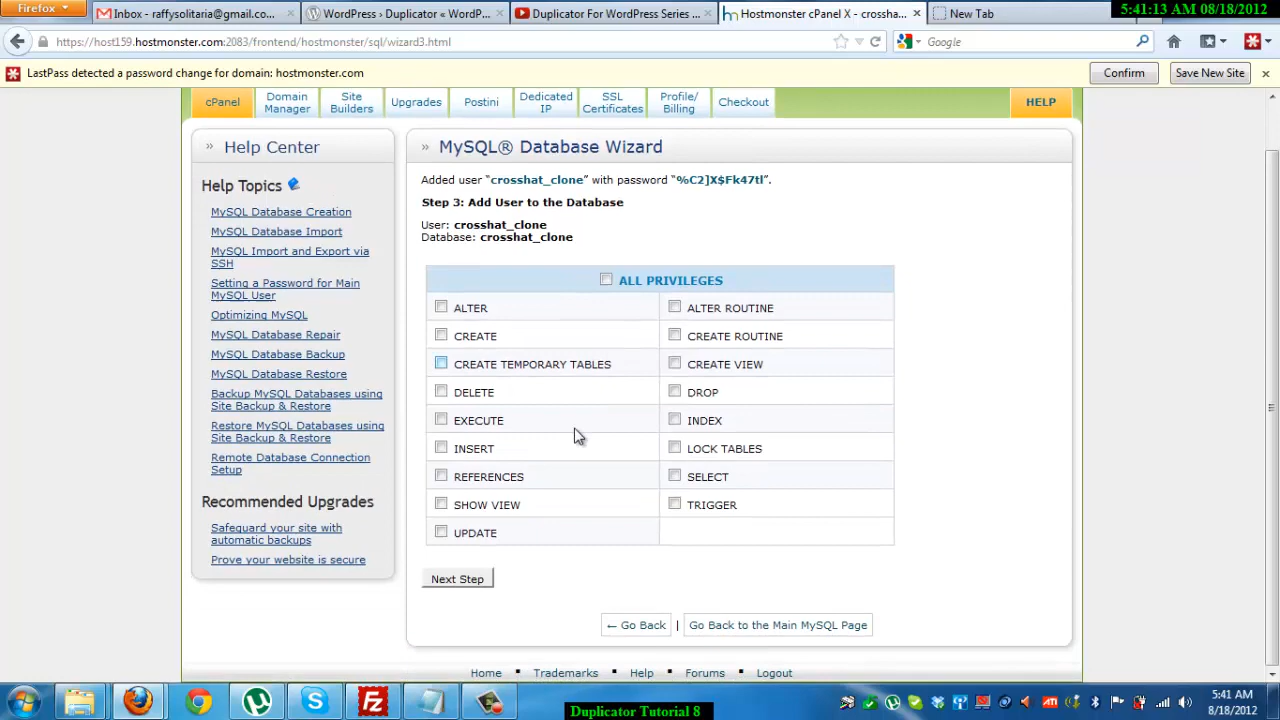 5:41:13 AM 08/18/2012
Firefox
Inbox - raffysolitaria@gmail.co...
WordPress › Duplicator « WordP...
Duplicator For WordPress Series ...
Hostmonster cPanel X - crossha...
New Tab
https://host159.hostmonster.com:2083/frontend/hostmonster/sql/wizard3.html
Google
LastPass detected a password change for domain: hostmonster.com
Confirm
Save New Site
cPanel
Domain Manager
Site Builders
Upgrades
Postini
Dedicated IP
SSL Certificates
Profile/ Billing
Checkout
HELP
Help Center
Help Topics
MySQL Database Creation
MySQL Database Import
MySQL Import and Export via
SSH
Setting a Password for Main
MySQL User
Optimizing MySQL
MySQL Database Repair
MySQL Database Backup
MySQL Database Restore
Backup MySQL Databases using
Site Backup & Restore
Restore MySQL Databases using
Site Backup & Restore
Remote Database Connection
Setup
Recommended Upgrades
Safeguard your site with
automatic backups
Prove your website is secure
MySQL® Database Wizard
Added user “crosshat_clone” with password “%C2]X$Fk47tl”.
Step 3: Add User to the Database
User: crosshat_clone
Database: crosshat_clone
ALL PRIVILEGES
ALTER
ALTER ROUTINE
CREATE
CREATE ROUTINE
CREATE TEMPORARY TABLES
CREATE VIEW
DELETE
DROP
EXECUTE
INDEX
INSERT
LOCK TABLES
REFERENCES
SELECT
SHOW VIEW
TRIGGER
UPDATE
Next Step
← Go Back | Go Back to the Main MySQL Page
Home ▪ Trademarks ▪ Help ▪ Forums ▪ Logout
5:41 AM
8/18/2012
Duplicator Tutorial 8